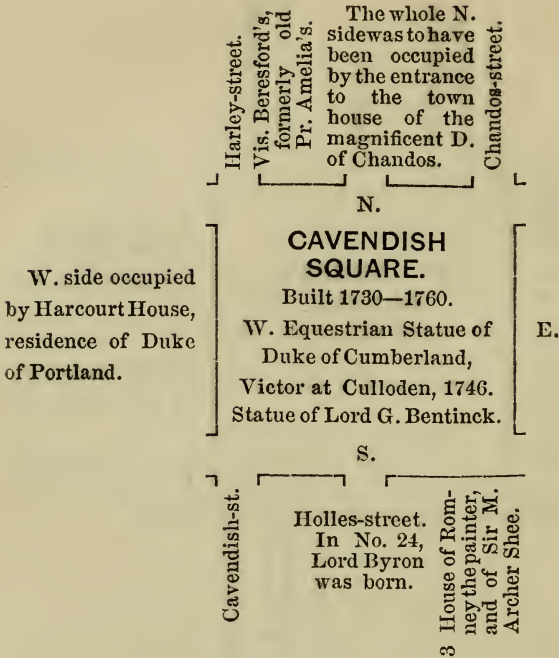 Harley-street.
Vis. Beresford's,
formerly old
Pr. Amelia's.
The whole N.
side was to have
been occupied
by the entrance
to the town
house of the
magnificent D.
of Chandos.
Chandos-street.
N.
CAVENDISH
SQUARE.
Built 1730—1760.
W. Equestrian Statue of
Duke of Cumberland,
Victor at Culloden, 1746.
Statue of Lord G. Bentinck.
W. side occupied
by Harcourt House,
residence of Duke
of Portland.
E.
S.
Cavendish-st.
Holles-street.
In No. 24,
Lord Byron
was born.
3 House of Rom-
ney the painter,
and of Sir M.
Archer Shee.